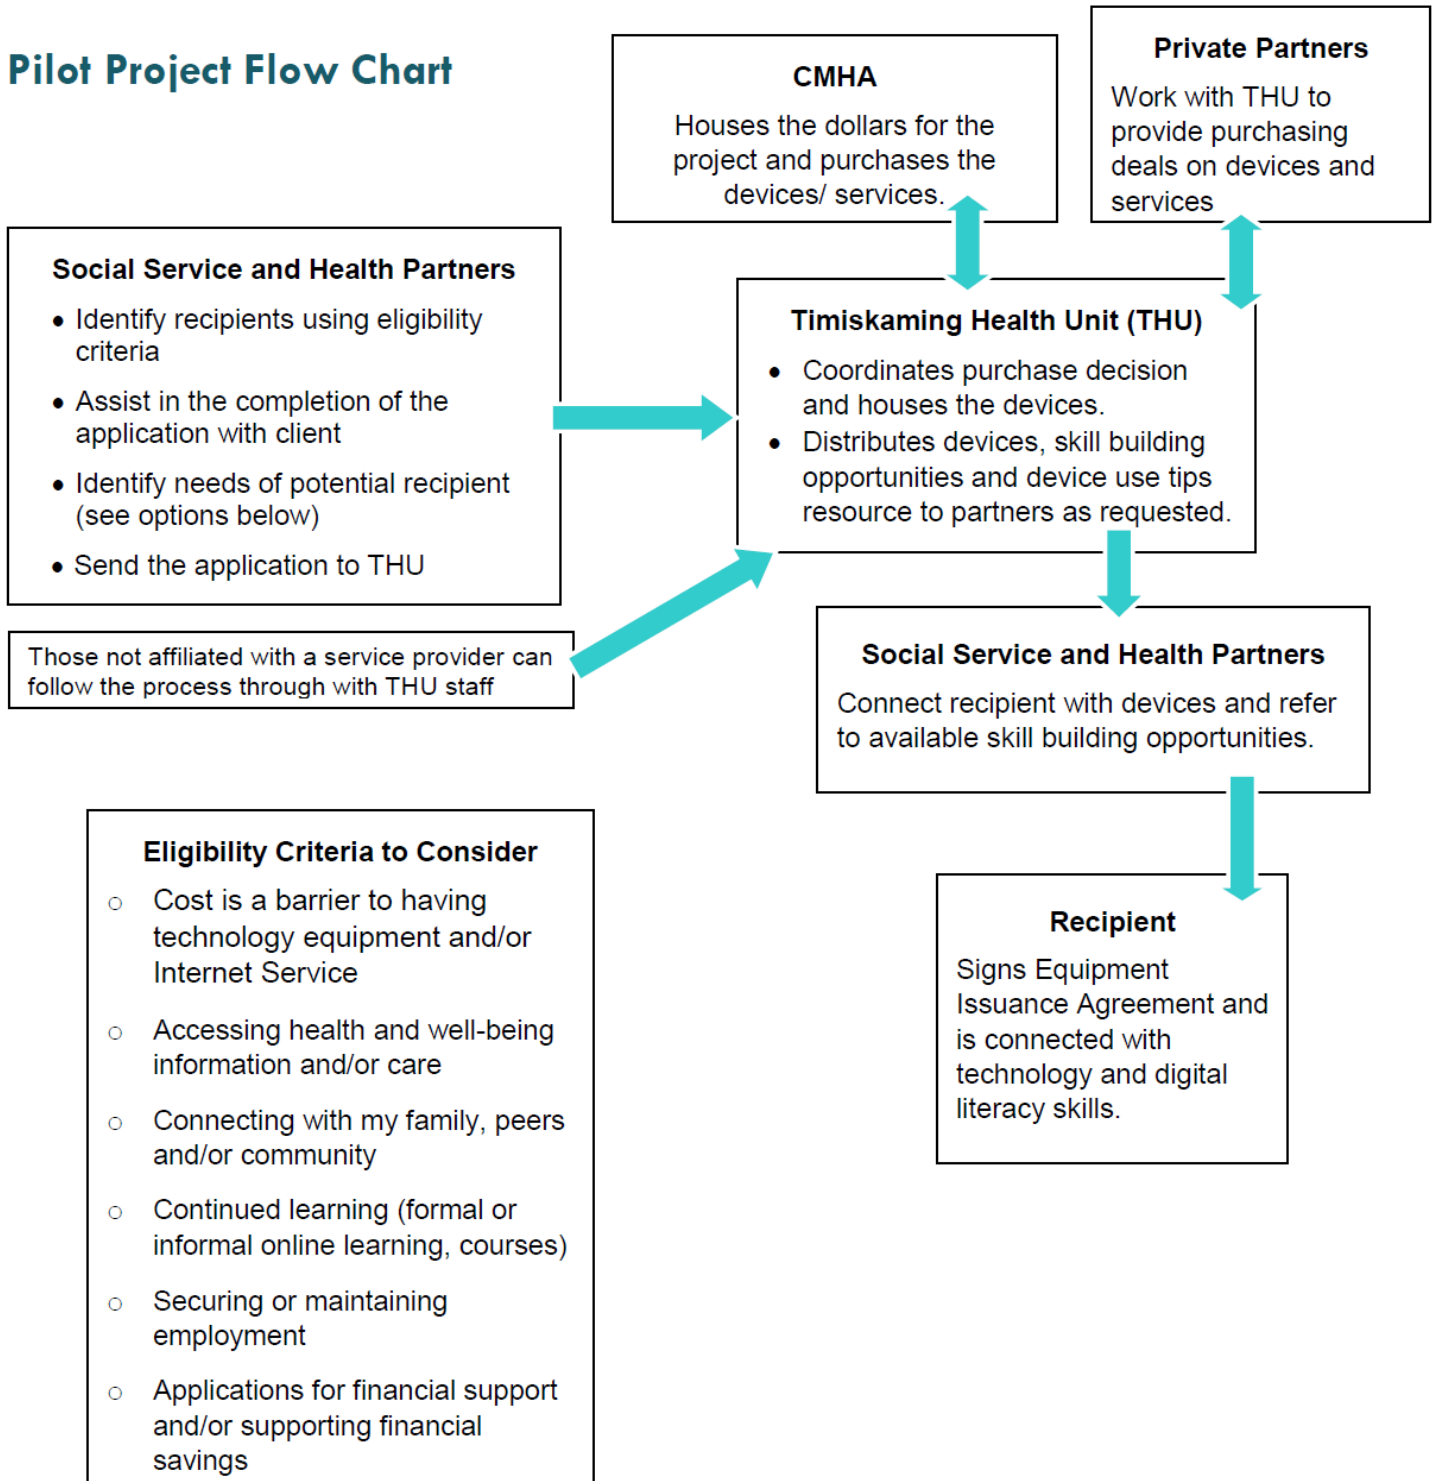 Pilot Project Flow Chart
CMHA
Houses the dollars for the
project and purchases the
devices/ services.
Private Partners
Work with THU to
provide purchasing
deals on devices and
services
Social Service and Health Partners
• Identify recipients using eligibility
criteria
• Assist in the completion of the
application with client
• Identify needs of potential recipient
(see options below)
• Send the application to THU
Timiskaming Health Unit (THU)
• Coordinates purchase decision
and houses the devices.
• Distributes devices, skill building
opportunities and device use tips
resource to partners as requested.
Those not affiliated with a service provider can
follow the process through with THU staff
Social Service and Health Partners
Connect recipient with devices and refer
to available skill building opportunities.
Eligibility Criteria to Consider
○ Cost is a barrier to having
technology equipment and/or
Internet Service
○ Accessing health and well-being
information and/or care
○ Connecting with my family, peers
and/or community
○ Continued learning (formal or
informal online learning, courses)
○ Securing or maintaining
employment
○ Applications for financial support
and/or supporting financial
savings
Recipient
Signs Equipment
Issuance Agreement and
is connected with
technology and digital
literacy skills.